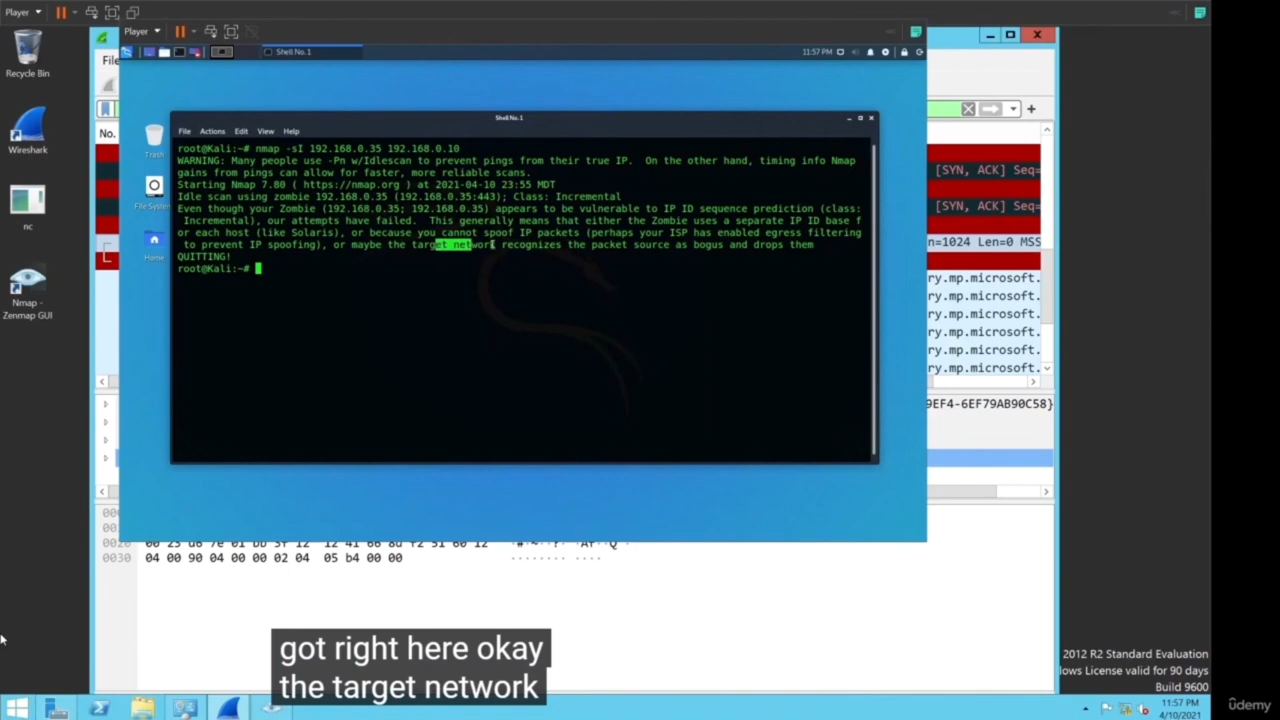 Player
Player
File
Shell No.1
11:57 PM
Recycle Bin
Wireshark
nc
Nmap -
Zenmap GUI
No.
Shell No.1
File Actions Edit View Help
Trash
File System
Home
root@Kali:~# nmap -sI 192.168.0.35 192.168.0.10
WARNING: Many people use -Pn w/Idlescan to prevent pings from their true IP.  On the other hand, timing info Nmap
gains from pings can allow for faster, more reliable scans.
Starting Nmap 7.80 ( https://nmap.org ) at 2021-04-10 23:55 MDT
Idle scan using zombie 192.168.0.35 (192.168.0.35:443); Class: Incremental
Even though your Zombie (192.168.0.35; 192.168.0.35) appears to be vulnerable to IP ID sequence prediction (class:
Incremental), our attempts have failed.  This generally means that either the Zombie uses a separate IP ID base f
or each host (like Solaris), or because you cannot spoof IP packets (perhaps your ISP has enabled egress filtering
to prevent IP spoofing), or maybe the target network recognizes the packet source as bogus and drops them
QUITTING!
root@Kali:~#
[SYN, ACK] Seq=
[SYN, ACK] Seq=
n=1024 Len=0 MSS
ry.mp.microsoft.
ry.mp.microsoft.
ry.mp.microsoft.
ry.mp.microsoft.
ry.mp.microsoft.
ry.mp.microsoft.
9EF4-6EF79AB90C58}
0030 04 00 90 04 00 00 02 04 05 b4 00 00 ........ ....
got right here okay
the target network
2012 R2 Standard Evaluation
ows License valid for 90 days
Build 9600
11:57 PM
4/10/2021
ûdemy